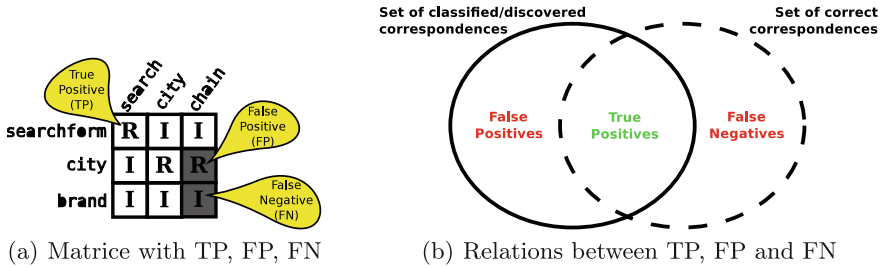 True
Positive
(TP)
search
city
chain
False
Positive
(FP)
searchform
R I I
city
I R R
brand
I I I
False
Negative
(FN)
(a) Matrice with TP, FP, FN
Set of classified/discovered
correspondences
Set of correct
correspondences
False
Positives
True
Positives
False
Negatives
(b) Relations between TP, FP and FN